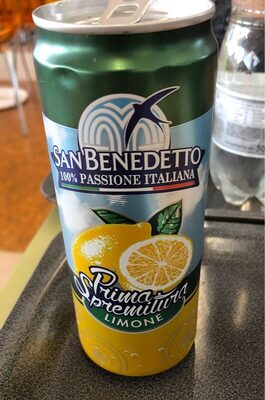 SAN BENEDETTO
100% PASSIONE ITALIANA
Prima
Spremitura
LIMONE